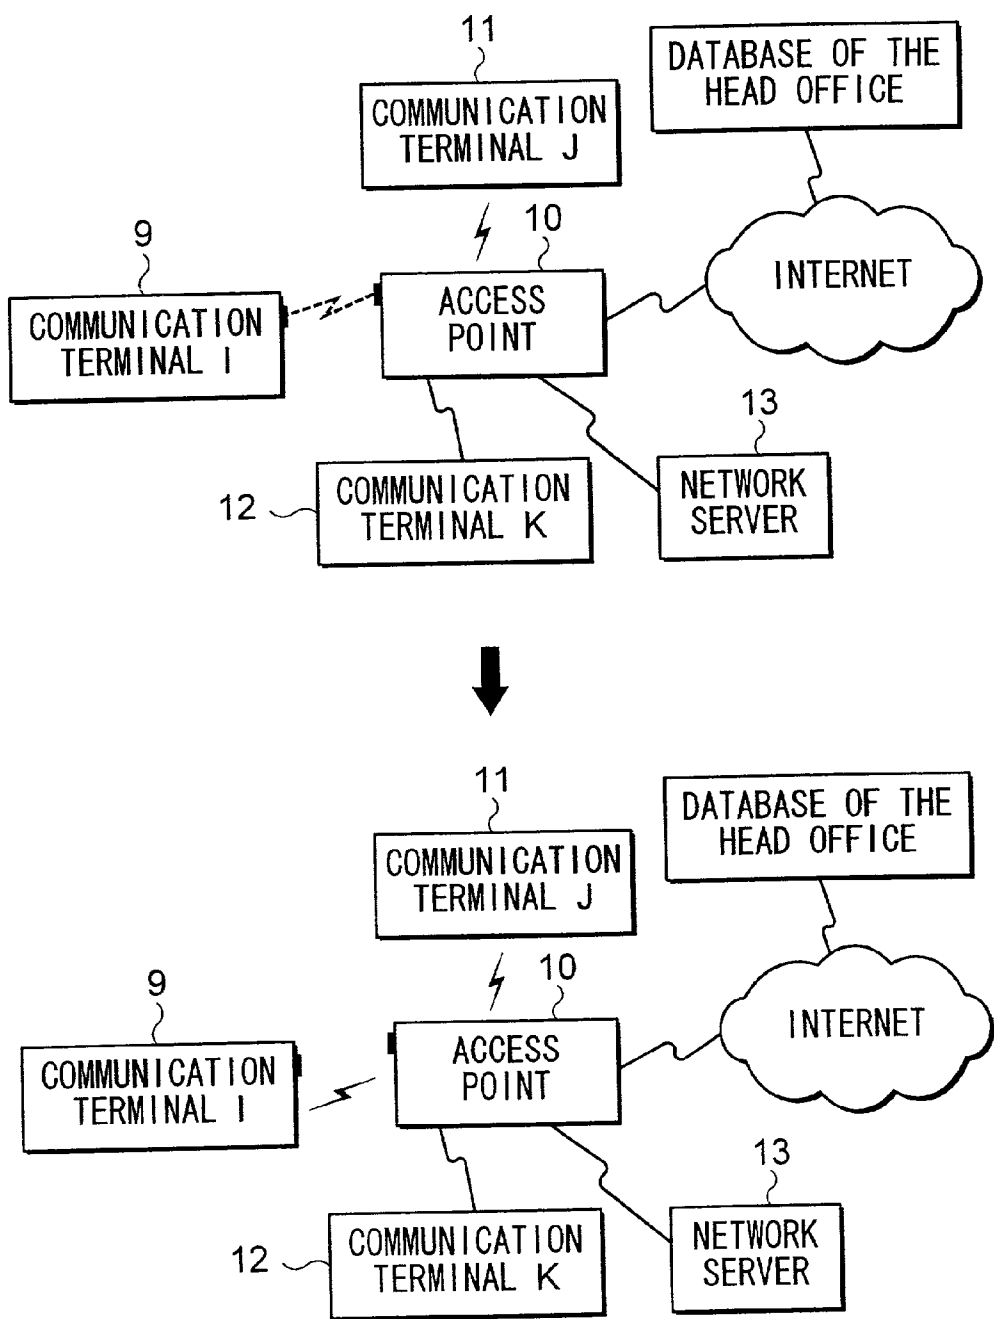 11
DATABASE OF THE
HEAD OFFICE
COMMUNICATION
TERMINAL J
9
10
INTERNET
COMMUNICATION
TERMINAL I
ACCESS
POINT
13
12
COMMUNICATION
TERMINAL K
NETWORK
SERVER
11
DATABASE OF THE
HEAD OFFICE
COMMUNICATION
TERMINAL J
9
10
INTERNET
COMMUNICATION
TERMINAL I
ACCESS
POINT
13
12
COMMUNICATION
TERMINAL K
NETWORK
SERVER